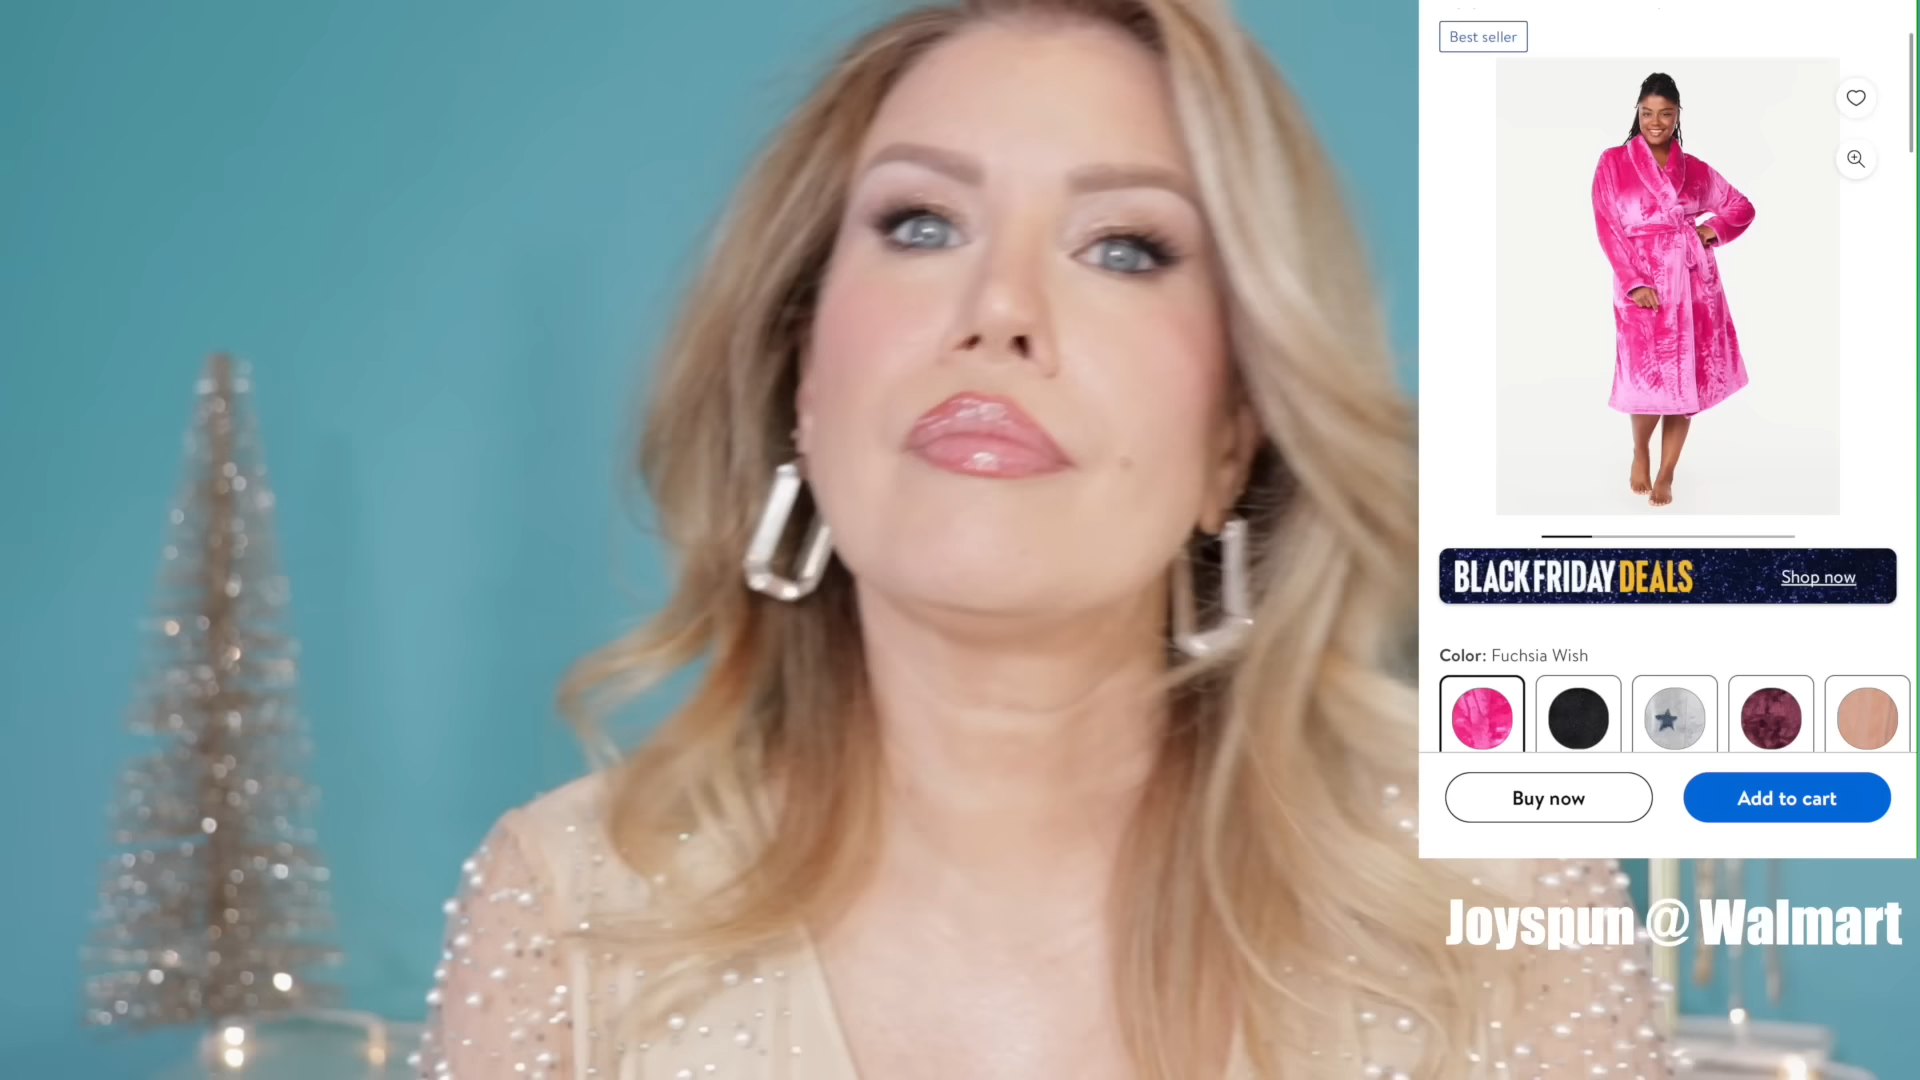 Best seller
BLACK FRIDAY DEALS
Shop now
Color: Fuchsia Wish
Buy now
Add to cart
Joyspun @ Walmart